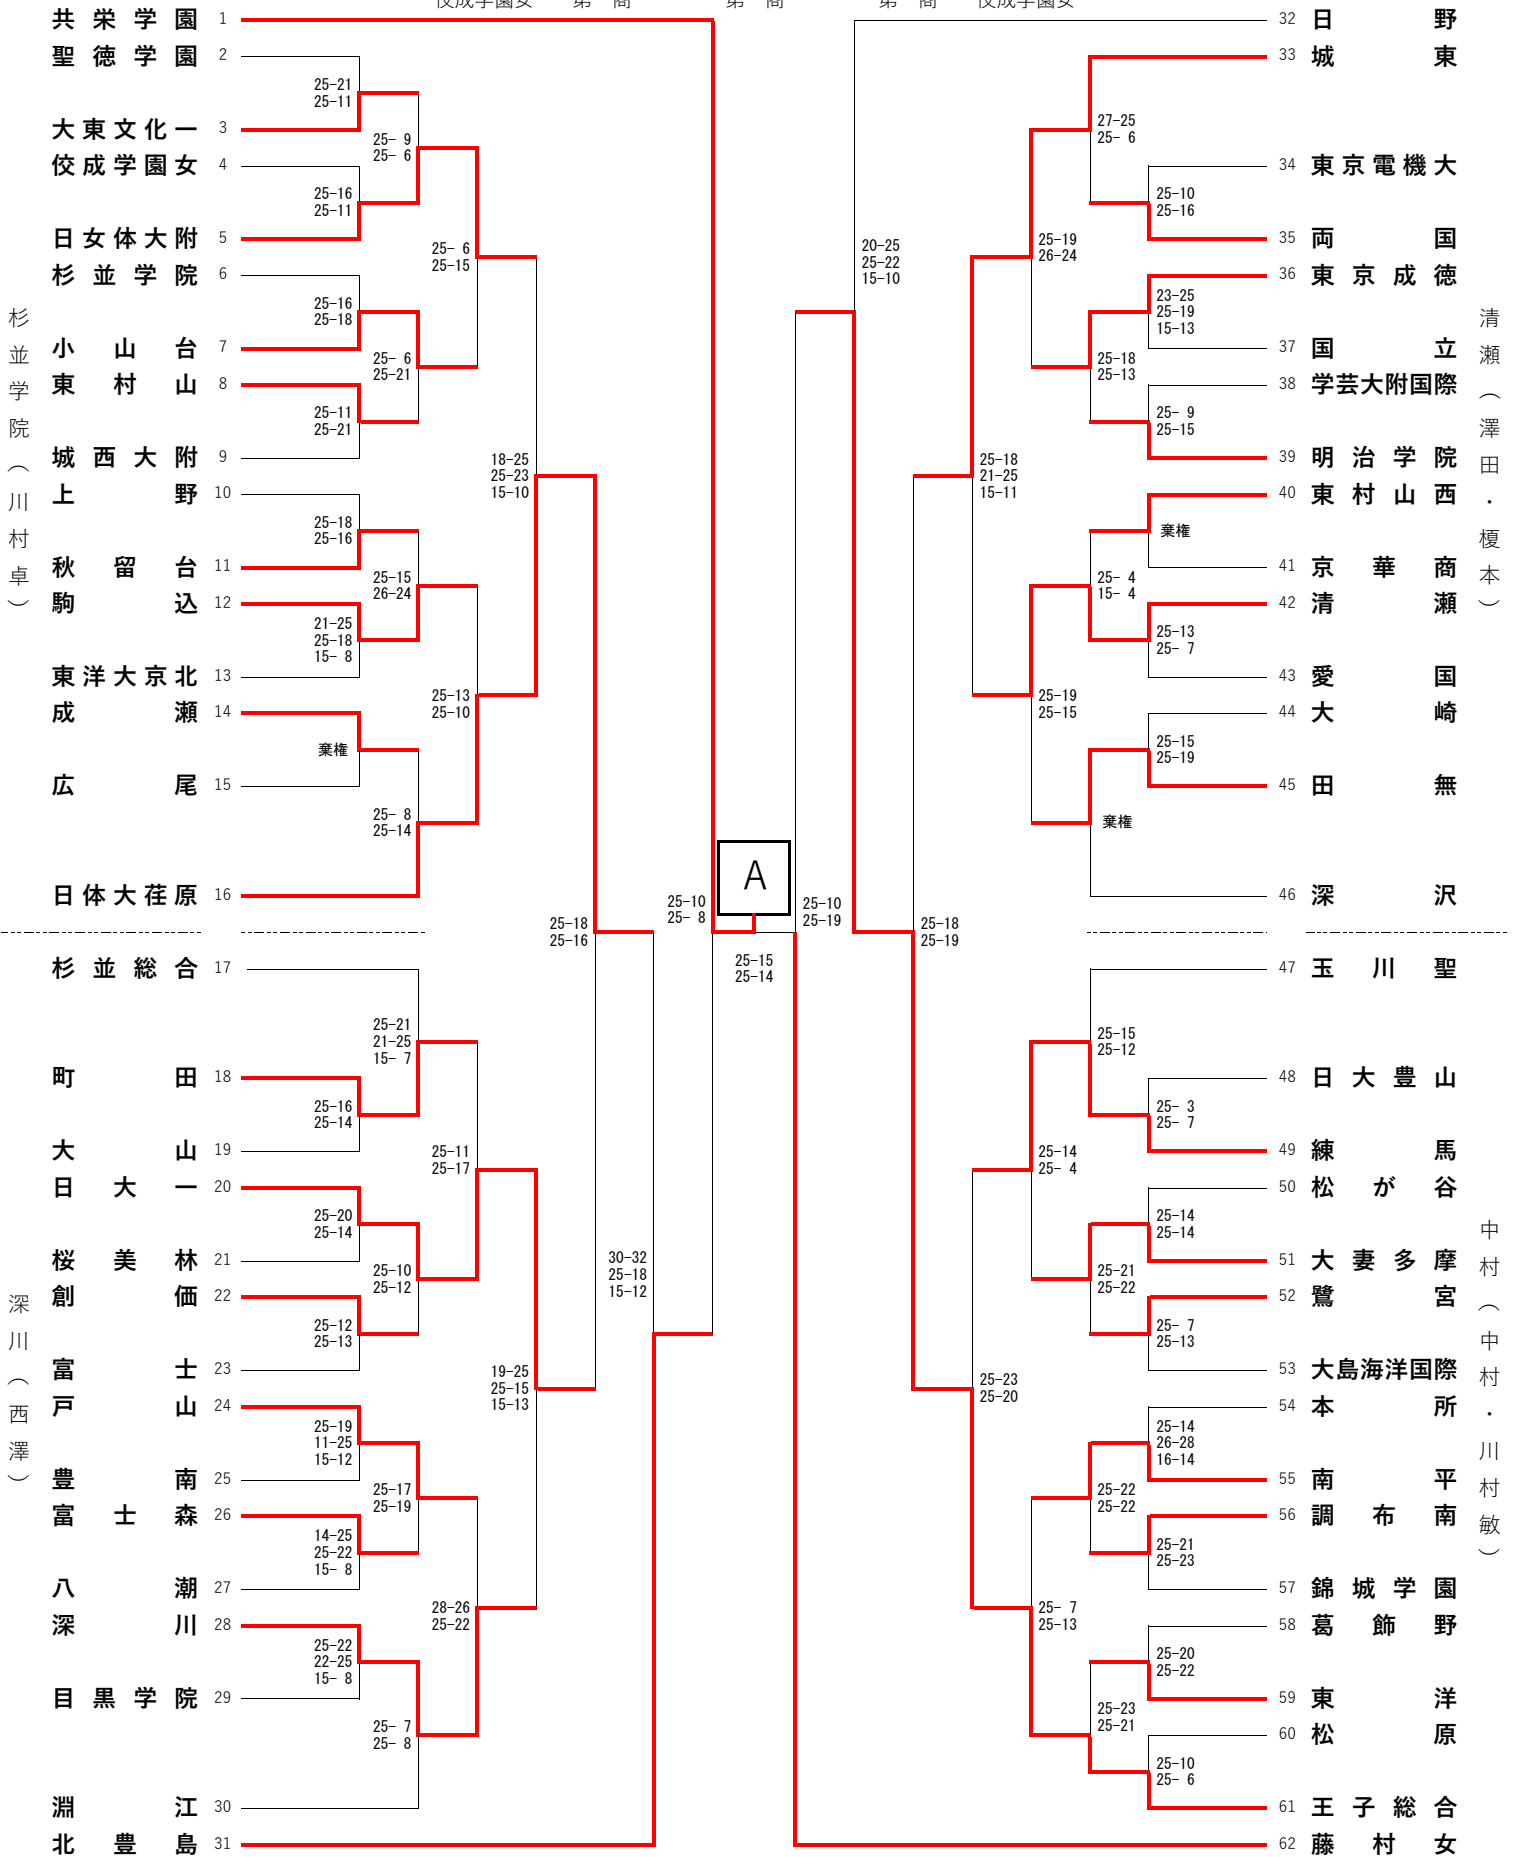 佼成学園女 第一商 第一商 第一商 佼成学園女
共栄学園 1
聖徳学園 2
25-21
25-11
大東文化一 3
25- 9
25- 6
佼成学園女 4
25-16
25-11
日女体大附 5
25- 6
25-15
杉並学院 6
25-16
25-18
小山台 7
25- 6
25-21
東村山 8
25-11
25-21
城西大附 9
18-25
25-23
15-10
上野 10
25-18
25-16
秋留台 11
25-15
26-24
駒込 12
21-25
25-18
15- 8
東洋大京北 13
25-13
25-10
成瀬 14
棄権
広尾 15
25- 8
25-14
日体大荏原 16
杉並学院（川村卓）
25-18
25-16
25-10
25- 8
A
25-15
25-14
杉並総合 17
25-21
21-25
15- 7
町田 18
25-16
25-14
大山 19
25-11
25-17
日大一 20
25-20
25-14
桜美林 21
25-10
25-12
創価 22
25-12
25-13
富士 23
19-25
25-15
15-13
30-32
25-18
15-12
戸山 24
25-19
11-25
15-12
豊南 25
25-17
25-19
富士森 26
14-25
25-22
15- 8
八潮 27
28-26
25-22
深川 28
25-22
22-25
15- 8
目黒学院 29
25- 7
25- 8
淵江 30
北豊島 31
深川（西澤）
32 日野
33 城東
27-25
25- 6
34 東京電機大
25-10
25-16
35 両国
20-25
25-22
15-10
25-19
26-24
36 東京成徳
23-25
25-19
15-13
37 国立
25-18
25-13
38 学芸大附国際
25- 9
25-15
39 明治学院
25-18
21-25
15-11
40 東村山西
棄権
41 京華商
25- 4
15- 4
42 清瀬
25-13
25- 7
43 愛国
25-19
25-15
44 大崎
25-15
25-19
45 田無
棄権
46 深沢
清瀬（澤田・榎本）
25-10
25-19
25-18
25-19
47 玉川聖
25-15
25-12
48 日大豊山
25- 3
25- 7
49 練馬
25-14
25- 4
50 松が谷
25-14
25-14
51 大妻多摩
25-21
25-22
52 鷺宮
25- 7
25-13
53 大島海洋国際
25-23
25-20
54 本所
25-14
26-28
16-14
55 南平
25-22
25-22
56 調布南
25-21
25-23
57 錦城学園
25- 7
25-13
58 葛飾野
25-20
25-22
59 東洋
25-23
25-21
60 松原
25-10
25- 6
61 王子総合
62 藤村女
中村（中村・川村敏）